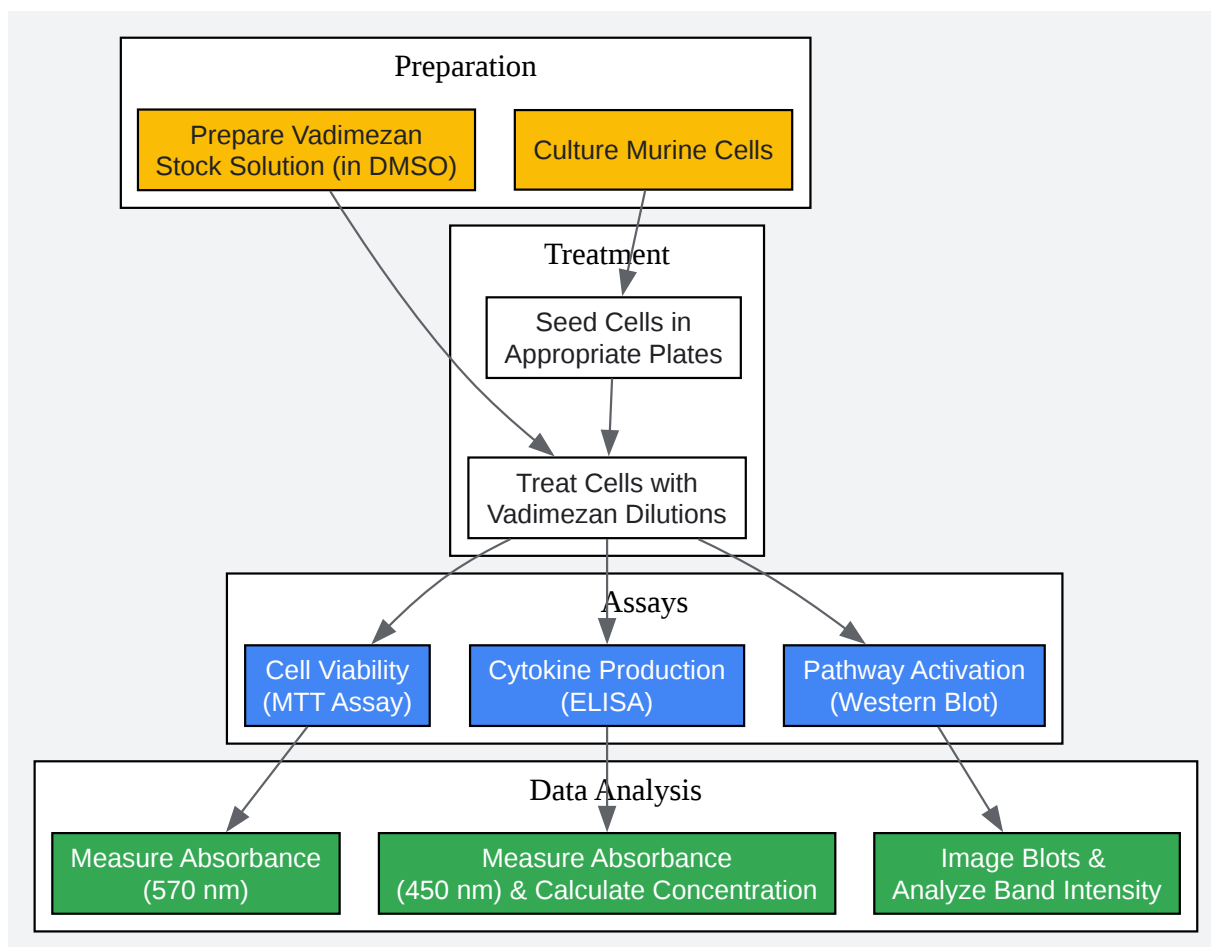 Preparation
Prepare Vadimezan
Stock Solution (in DMSO)
Culture Murine Cells
Treatment
Seed Cells in
Appropriate Plates
Treat Cells with
Vadimezan Dilutions
Assays
Cell Viability
(MTT Assay)
Cytokine Production
(ELISA)
Pathway Activation
(Western Blot)
Data Analysis
Measure Absorbance
(570 nm)
Measure Absorbance
(450 nm) & Calculate Concentration
Image Blots &
Analyze Band Intensity